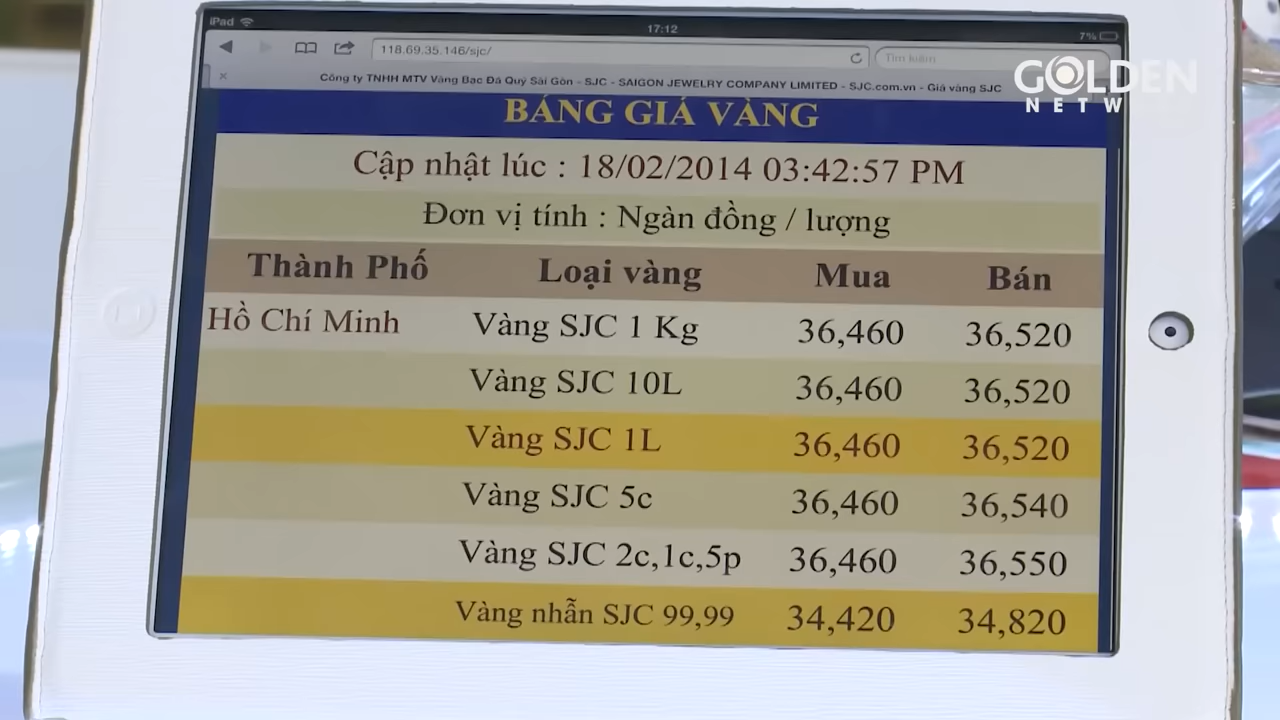 iPad
17:12
7%
118.69.35.146/sjc/
Tìm kiếm
Công ty TNHH MTV Vàng Bạc Đá Quý Sài Gòn - SJC - SAIGON JEWELRY COMPANY LIMITED - SJC.com.vn - Giá vàng SJC
GOLDEN
NETW
BẢNG GIÁ VÀNG
Cập nhật lúc : 18/02/2014 03:42:57 PM
Đơn vị tính : Ngàn đồng / lượng
Thành Phố Loại vàng Mua Bán
Hồ Chí Minh Vàng SJC 1 Kg 36,460 36,520
Vàng SJC 10L 36,460 36,520
Vàng SJC 1L 36,460 36,520
Vàng SJC 5c 36,460 36,540
Vàng SJC 2c,1c,5p 36,460 36,550
Vàng nhẫn SJC 99,99 34,420 34,820